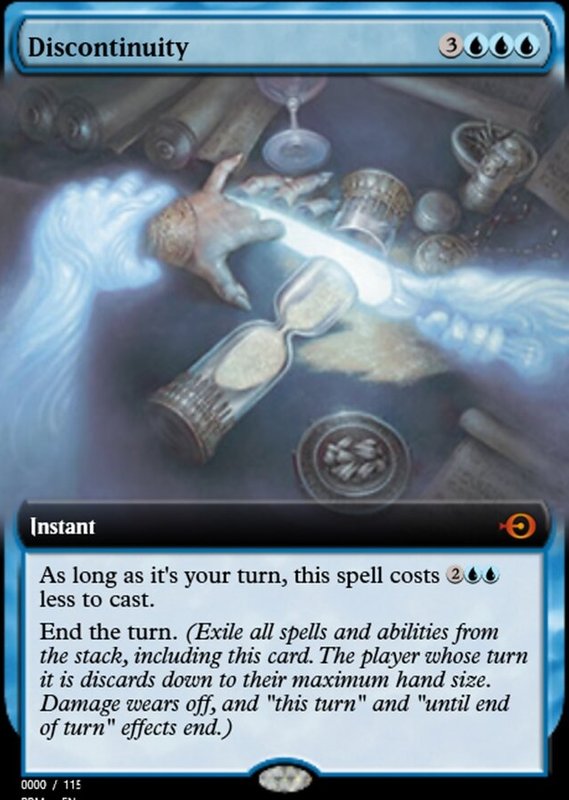 Discontinuity 3
Instant
As long as it's your turn, this spell costs 2
less to cast.
End the turn. (Exile all spells and abilities from
the stack, including this card. The player whose turn
it is discards down to their maximum hand size.
Damage wears off, and "this turn" and "until end
of turn" effects end.)
0000 / 115